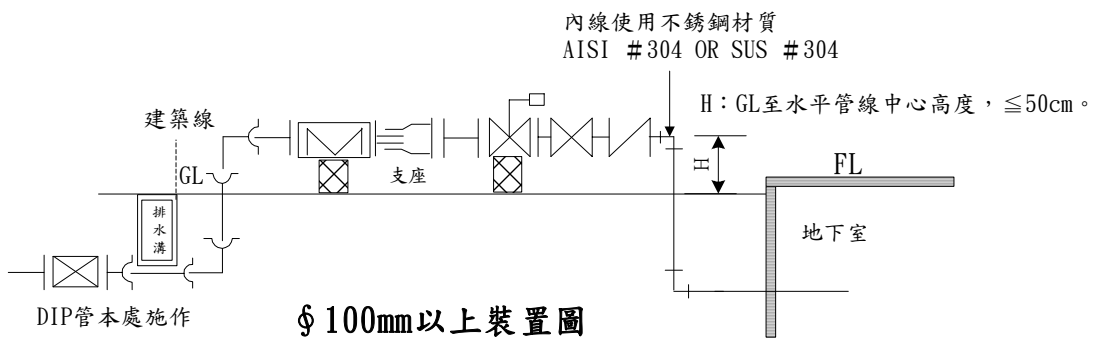 內線使用不銹鋼材質
AISI ＃304 OR SUS ＃304
H：GL至水平管線中心高度，≦50cm。
建築線
GL
支座
H
FL
排水溝
地下室
DIP管本處施作
∮100mm以上裝置圖